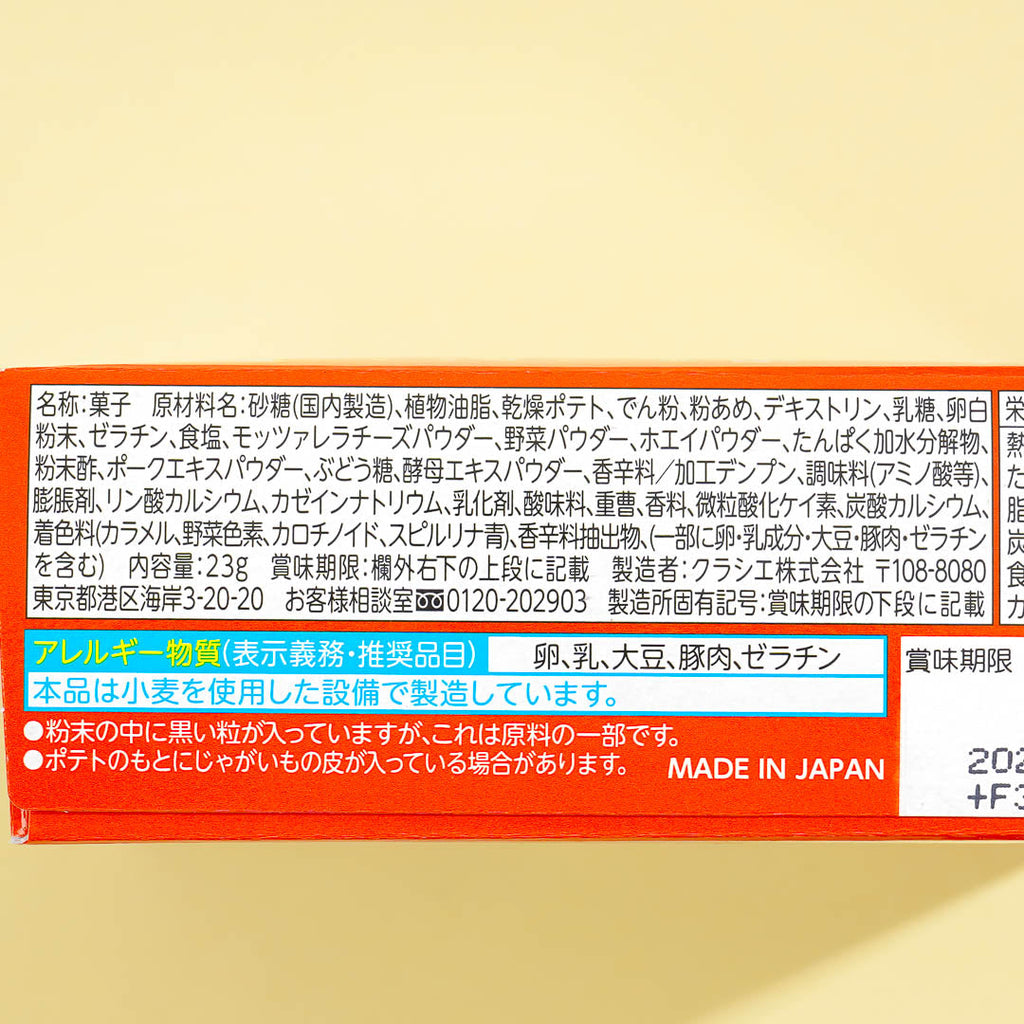 名称:菓子　原材料名:砂糖(国内製造)、植物油脂、乾燥ポテト、でん粉、粉あめ、デキストリン、乳糖、卵白
粉末、ゼラチン、食塩、モッツァレラチーズパウダー、野菜パウダー、ホエイパウダー、たんぱく加水分解物、
粉末酢、ポークエキスパウダー、ぶどう糖、酵母エキスパウダー、香辛料／加工デンプン、調味料(アミノ酸等)、
膨脹剤、リン酸カルシウム、カゼインナトリウム、乳化剤、酸味料、重曹、香料、微粒酸化ケイ素、炭酸カルシウム、
着色料(カラメル、野菜色素、カロチノイド、スピルリナ青)、香辛料抽出物、(一部に卵・乳成分・大豆・豚肉・ゼラチン
を含む)　内容量:23g　賞味期限:欄外右下の上段に記載　製造者:クラシエ株式会社 〒108-8080
東京都港区海岸3-20-20　お客様相談室 0120-202903　製造所固有記号:賞味期限の下段に記載
アレルギー物質(表示義務・推奨品目)　卵、乳、大豆、豚肉、ゼラチン
本品は小麦を使用した設備で製造しています。
●粉末の中に黒い粒が入っていますが、これは原料の一部です。
●ポテトのもとにじゃがいもの皮が入っている場合があります。
MADE IN JAPAN
栄
熱
た
脂
炭
食
カ
賞味期限
202
+F3